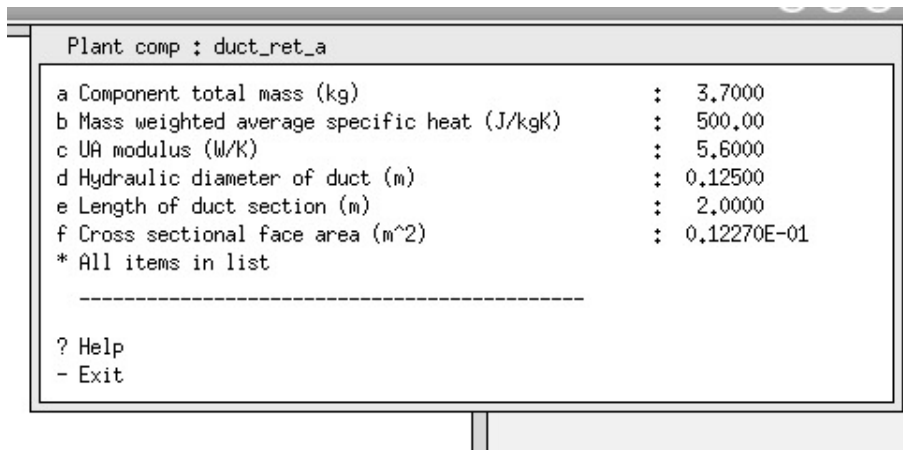 Plant comp : duct_ret_a
a Component total mass (kg) : 3.7000
b Mass weighted average specific heat (J/kgK) : 500.00
c UA modulus (W/K) : 5.6000
d Hydraulic diameter of duct (m) : 0.12500
e Length of duct section (m) : 2.0000
f Cross sectional face area (m^2) : 0.12270E-01
* All items in list
? Help
- Exit